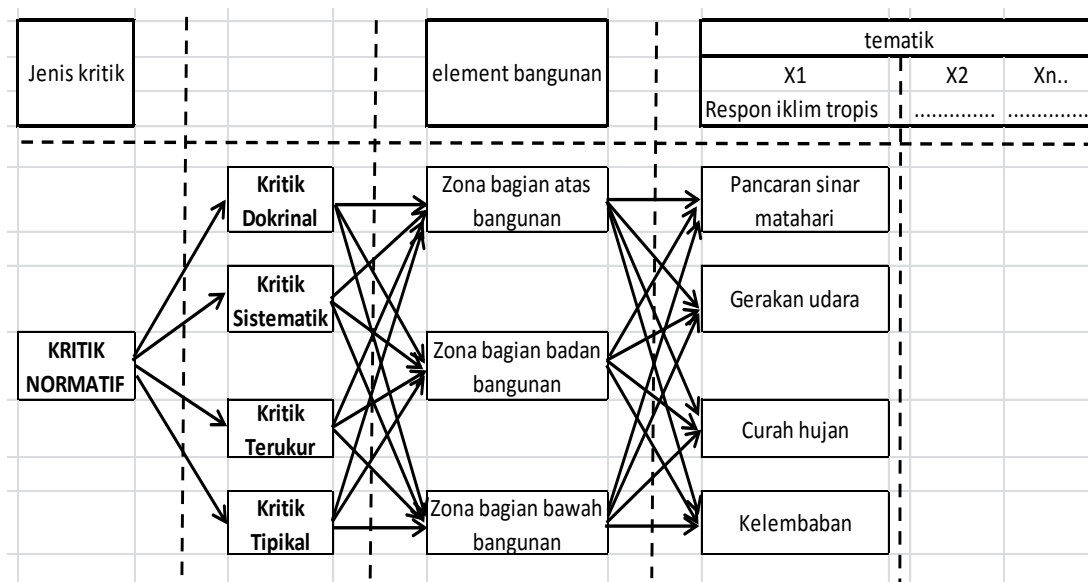 Jenis kritik
element bangunan
tematik
X1
X2
Xn..
Respon iklim tropis
..............
..............
Kritik
Dokrinal
Kritik
Sistematik
KRITIK
NORMATIF
Kritik
Terukur
Kritik
Tipikal
Zona bagian atas
bangunan
Zona bagian badan
bangunan
Zona bagian bawah
bangunan
Pancaran sinar
matahari
Gerakan udara
Curah hujan
Kelembaban